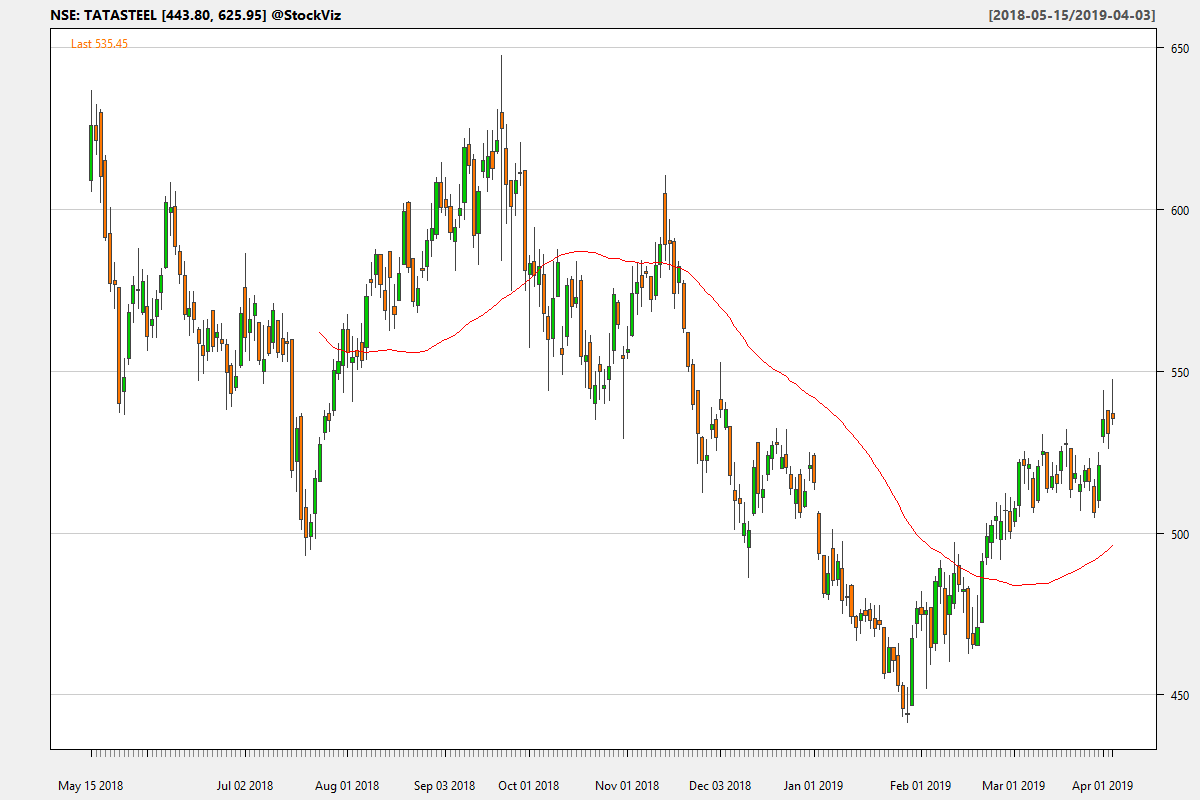 NSE: TATASTEEL [443.80, 625.95] @StockViz [2018-05-15/2019-04-03]
Last 535.45
650
600
550
500
450
May 15 2018 Jul 02 2018 Aug 01 2018 Sep 03 2018 Oct 01 2018 Nov 01 2018 Dec 03 2018 Jan 01 2019 Feb 01 2019 Mar 01 2019 Apr 01 2019